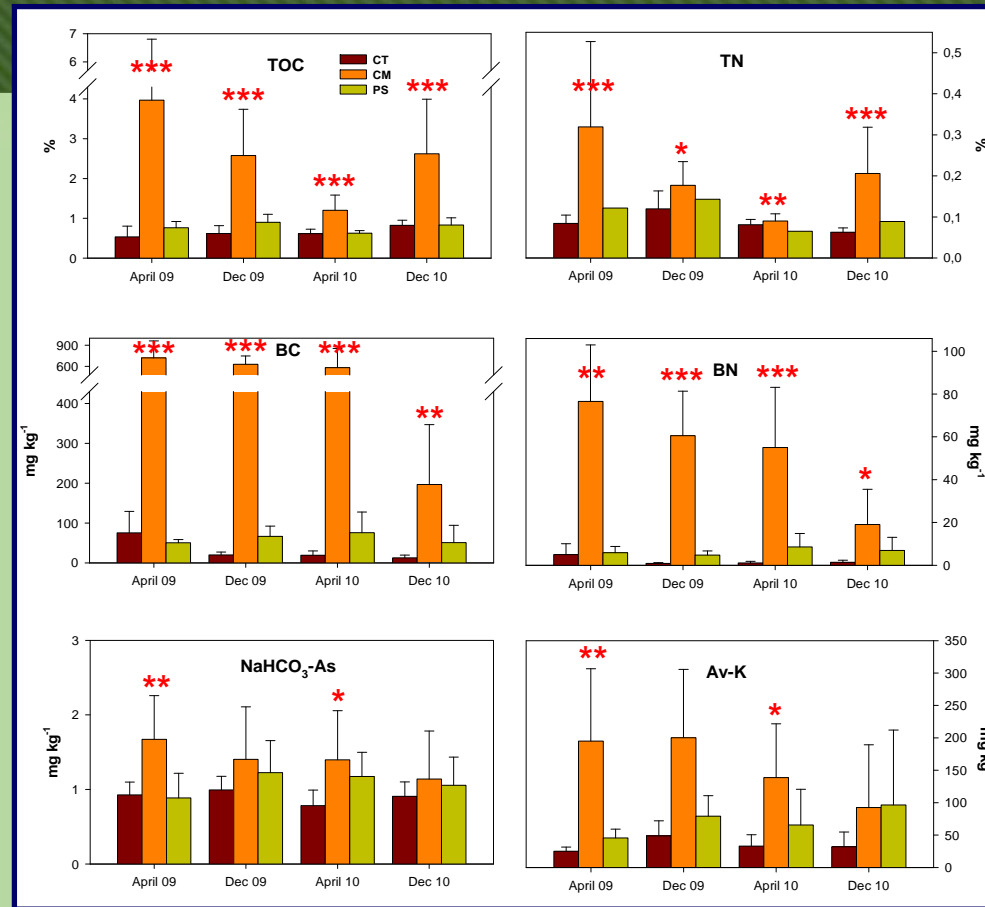 TOC
CT
CM
PS
%
7
6
4
3
2
1
0
***
***
***
***
April 09
Dec 09
April 10
Dec 10
TN
%
0,5
0,4
0,3
0,2
0,1
0,0
***
*
**
***
April 09
Dec 09
April 10
Dec 10
BC
mg kg-1
900
600
400
300
200
100
0
***
***
***
**
April 09
Dec 09
April 10
Dec 10
BN
mg kg-1
100
80
60
40
20
0
**
***
***
*
April 09
Dec 09
April 10
Dec 10
NaHCO3-As
mg kg-1
3
2
1
0
**
*
April 09
Dec 09
April 10
Dec 10
Av-K
mg kg
350
300
250
200
150
100
50
0
**
*
April 09
Dec 09
April 10
Dec 10